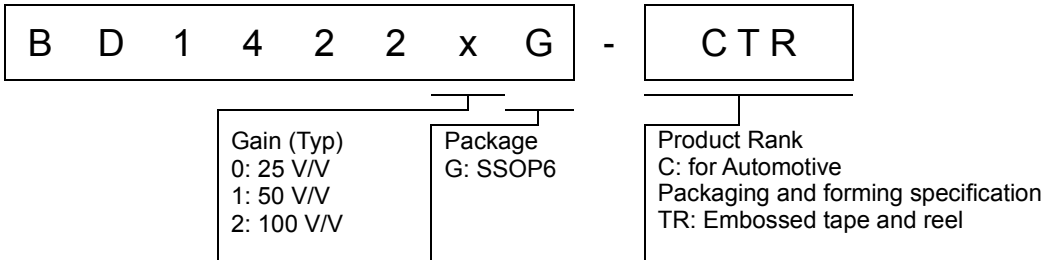 B D 1 4 2 2 x G - C T R
Gain (Typ)
0: 25 V/V
1: 50 V/V
2: 100 V/V
Package
G: SSOP6
Product Rank
C: for Automotive
Packaging and forming specification
TR: Embossed tape and reel